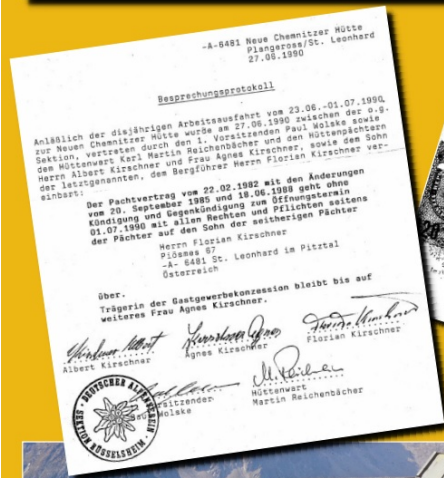 -A-6481 Neue Chemnitzer Hütte
Plangeross/St. Leonhard
27.06.1990
Besprechungsprotokoll
Anläßlich der disjährigen Arbeitsausfahrt vom 23.06.-01.07.1990
zur Neuen Chemnitzer Hütte wurde am 27.06.1990 zwischen der o.g.
Sektion, vertreten durch den 1. Vorsitzenden Paul Wolske sowie
dem Hüttenwart Karl Martin Reichenbächer und den Hüttenpächtern
Herrn Albert Kirschner und Frau Agnes Kirschner, sowie dem Sohn
der letztgenannten, dem Bergführer Herrn Florian Kirschner ver-
einbart:
Der Pachtvertrag vom 22.02.1982 mit den Änderungen
vom 20. September 1985 und 18.06.1988 geht ohne
Kündigung und Gegenkündigung zum Öffnungstermin
01.07.1990 mit allen Rechten und Pflichten seitens
der Pächter auf den Sohn der seitherigen Pächter
Herrn Florian Kirschner
Piösmes 67
-A- 6481 St. Leonhard im Pitztal
Österreich
über.
Trägerin der Gastgewerbekonzession bleibt bis auf
weiteres Frau Agnes Kirschner.
Albert Kirschner
Agnes Kirschner
Florian Kirschner
Vorsitzender
Paul Wolske
Hüttenwart
Martin Reichenbächer
DEUTSCHER ALPENVEREIN
SEKTION RÜSSELSHEIM